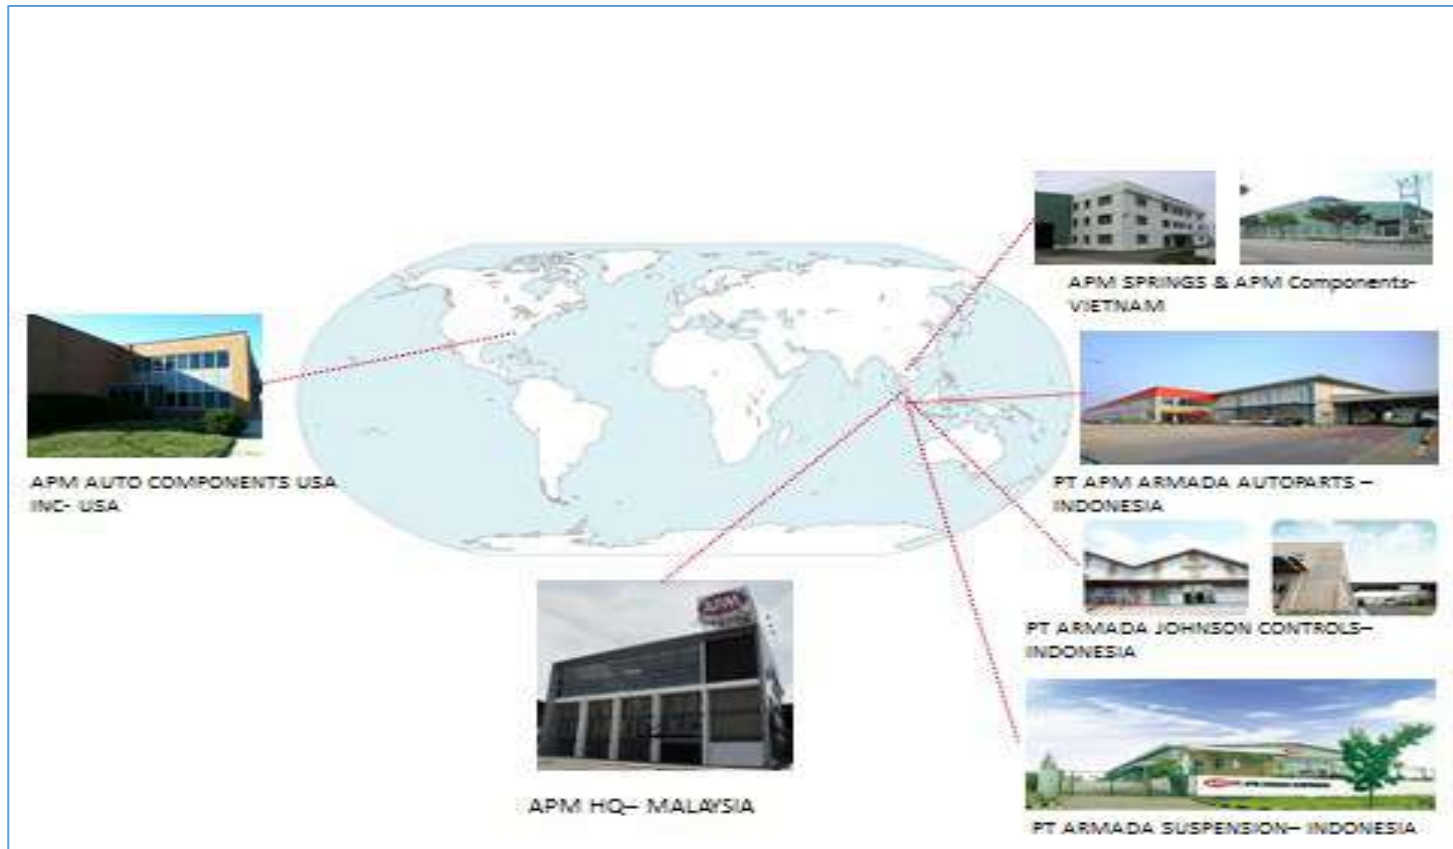 APM SPRINGS & APM Components-
VIETNAM
APM AUTO COMPONENTS USA
INC- USA
PT APM ARMADA AUTOPARTS –
INDONESIA
PT ARMADA JOHNSON CONTROLS–
INDONESIA
APM
APM HQ– MALAYSIA
PT ARMADA SUSPENSION– INDONESIA